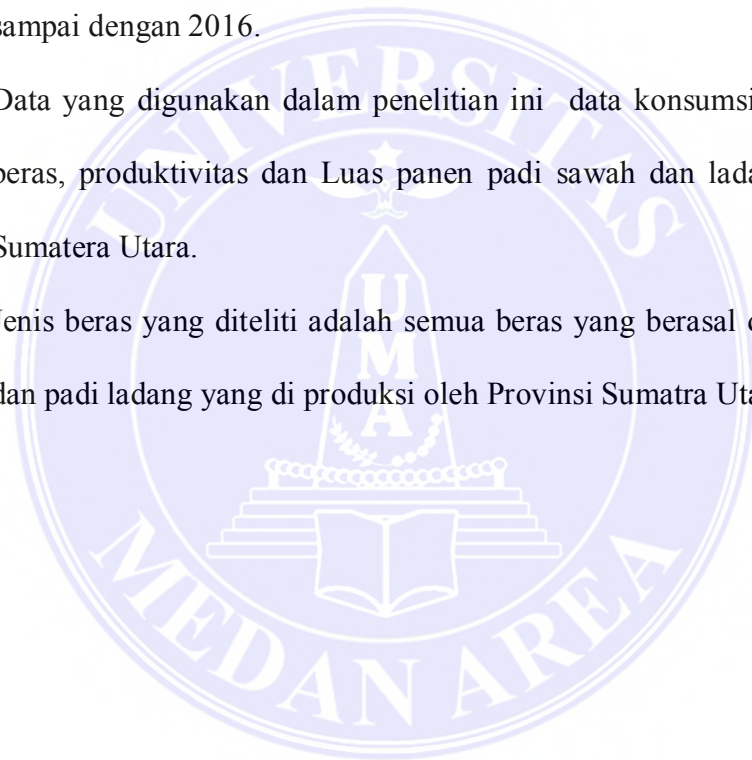 sampai dengan 2016.
Data yang digunakan dalam penelitian ini data konsumsi
beras, produktivitas dan Luas panen padi sawah dan lada
Sumatera Utara.
Jenis beras yang diteliti adalah semua beras yang berasal
dan padi ladang yang di produksi oleh Provinsi Sumatra Uta
UNIVERSITAS
UMA
MEDAN AREA